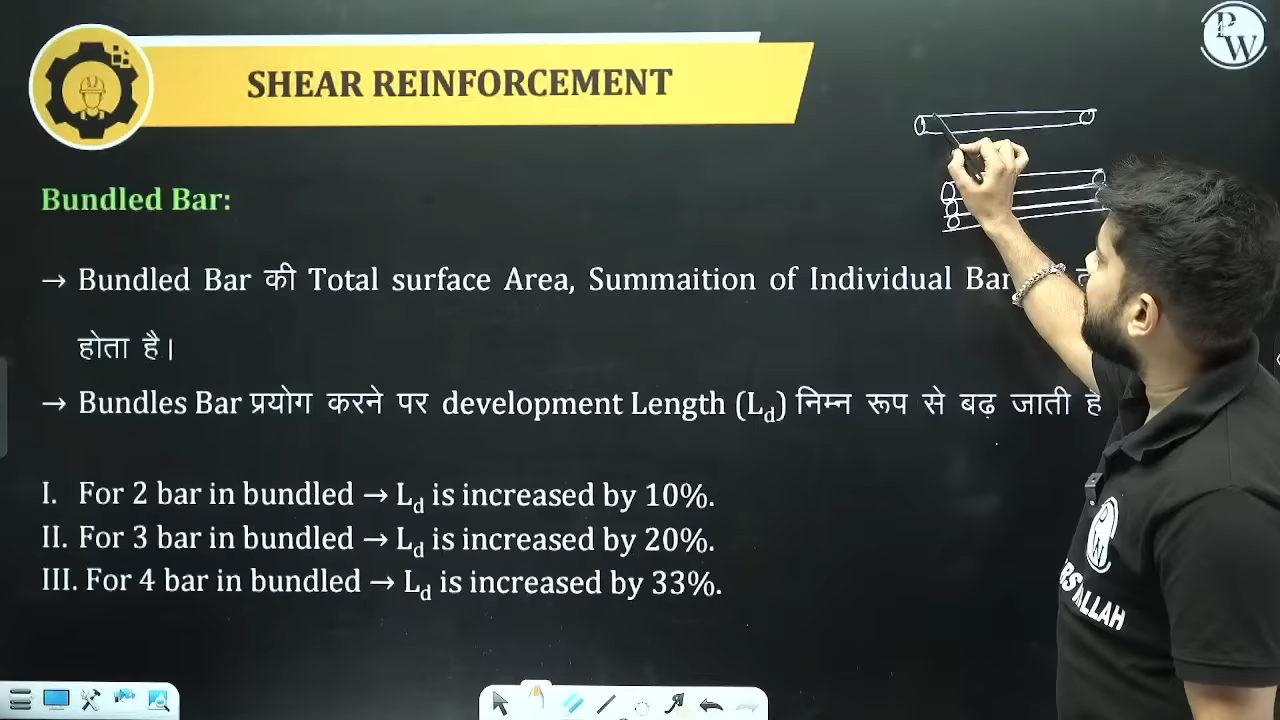 PW
SHEAR REINFORCEMENT
Bundled Bar:
→ Bundled Bar की Total surface Area, Summaition of Individual Bar
होता है।
→ Bundles Bar प्रयोग करने पर development Length (Ld) निम्न रूप से बढ़ जाती है
I. For 2 bar in bundled → Ld is increased by 10%.
II. For 3 bar in bundled → Ld is increased by 20%.
III. For 4 bar in bundled → Ld is increased by 33%.